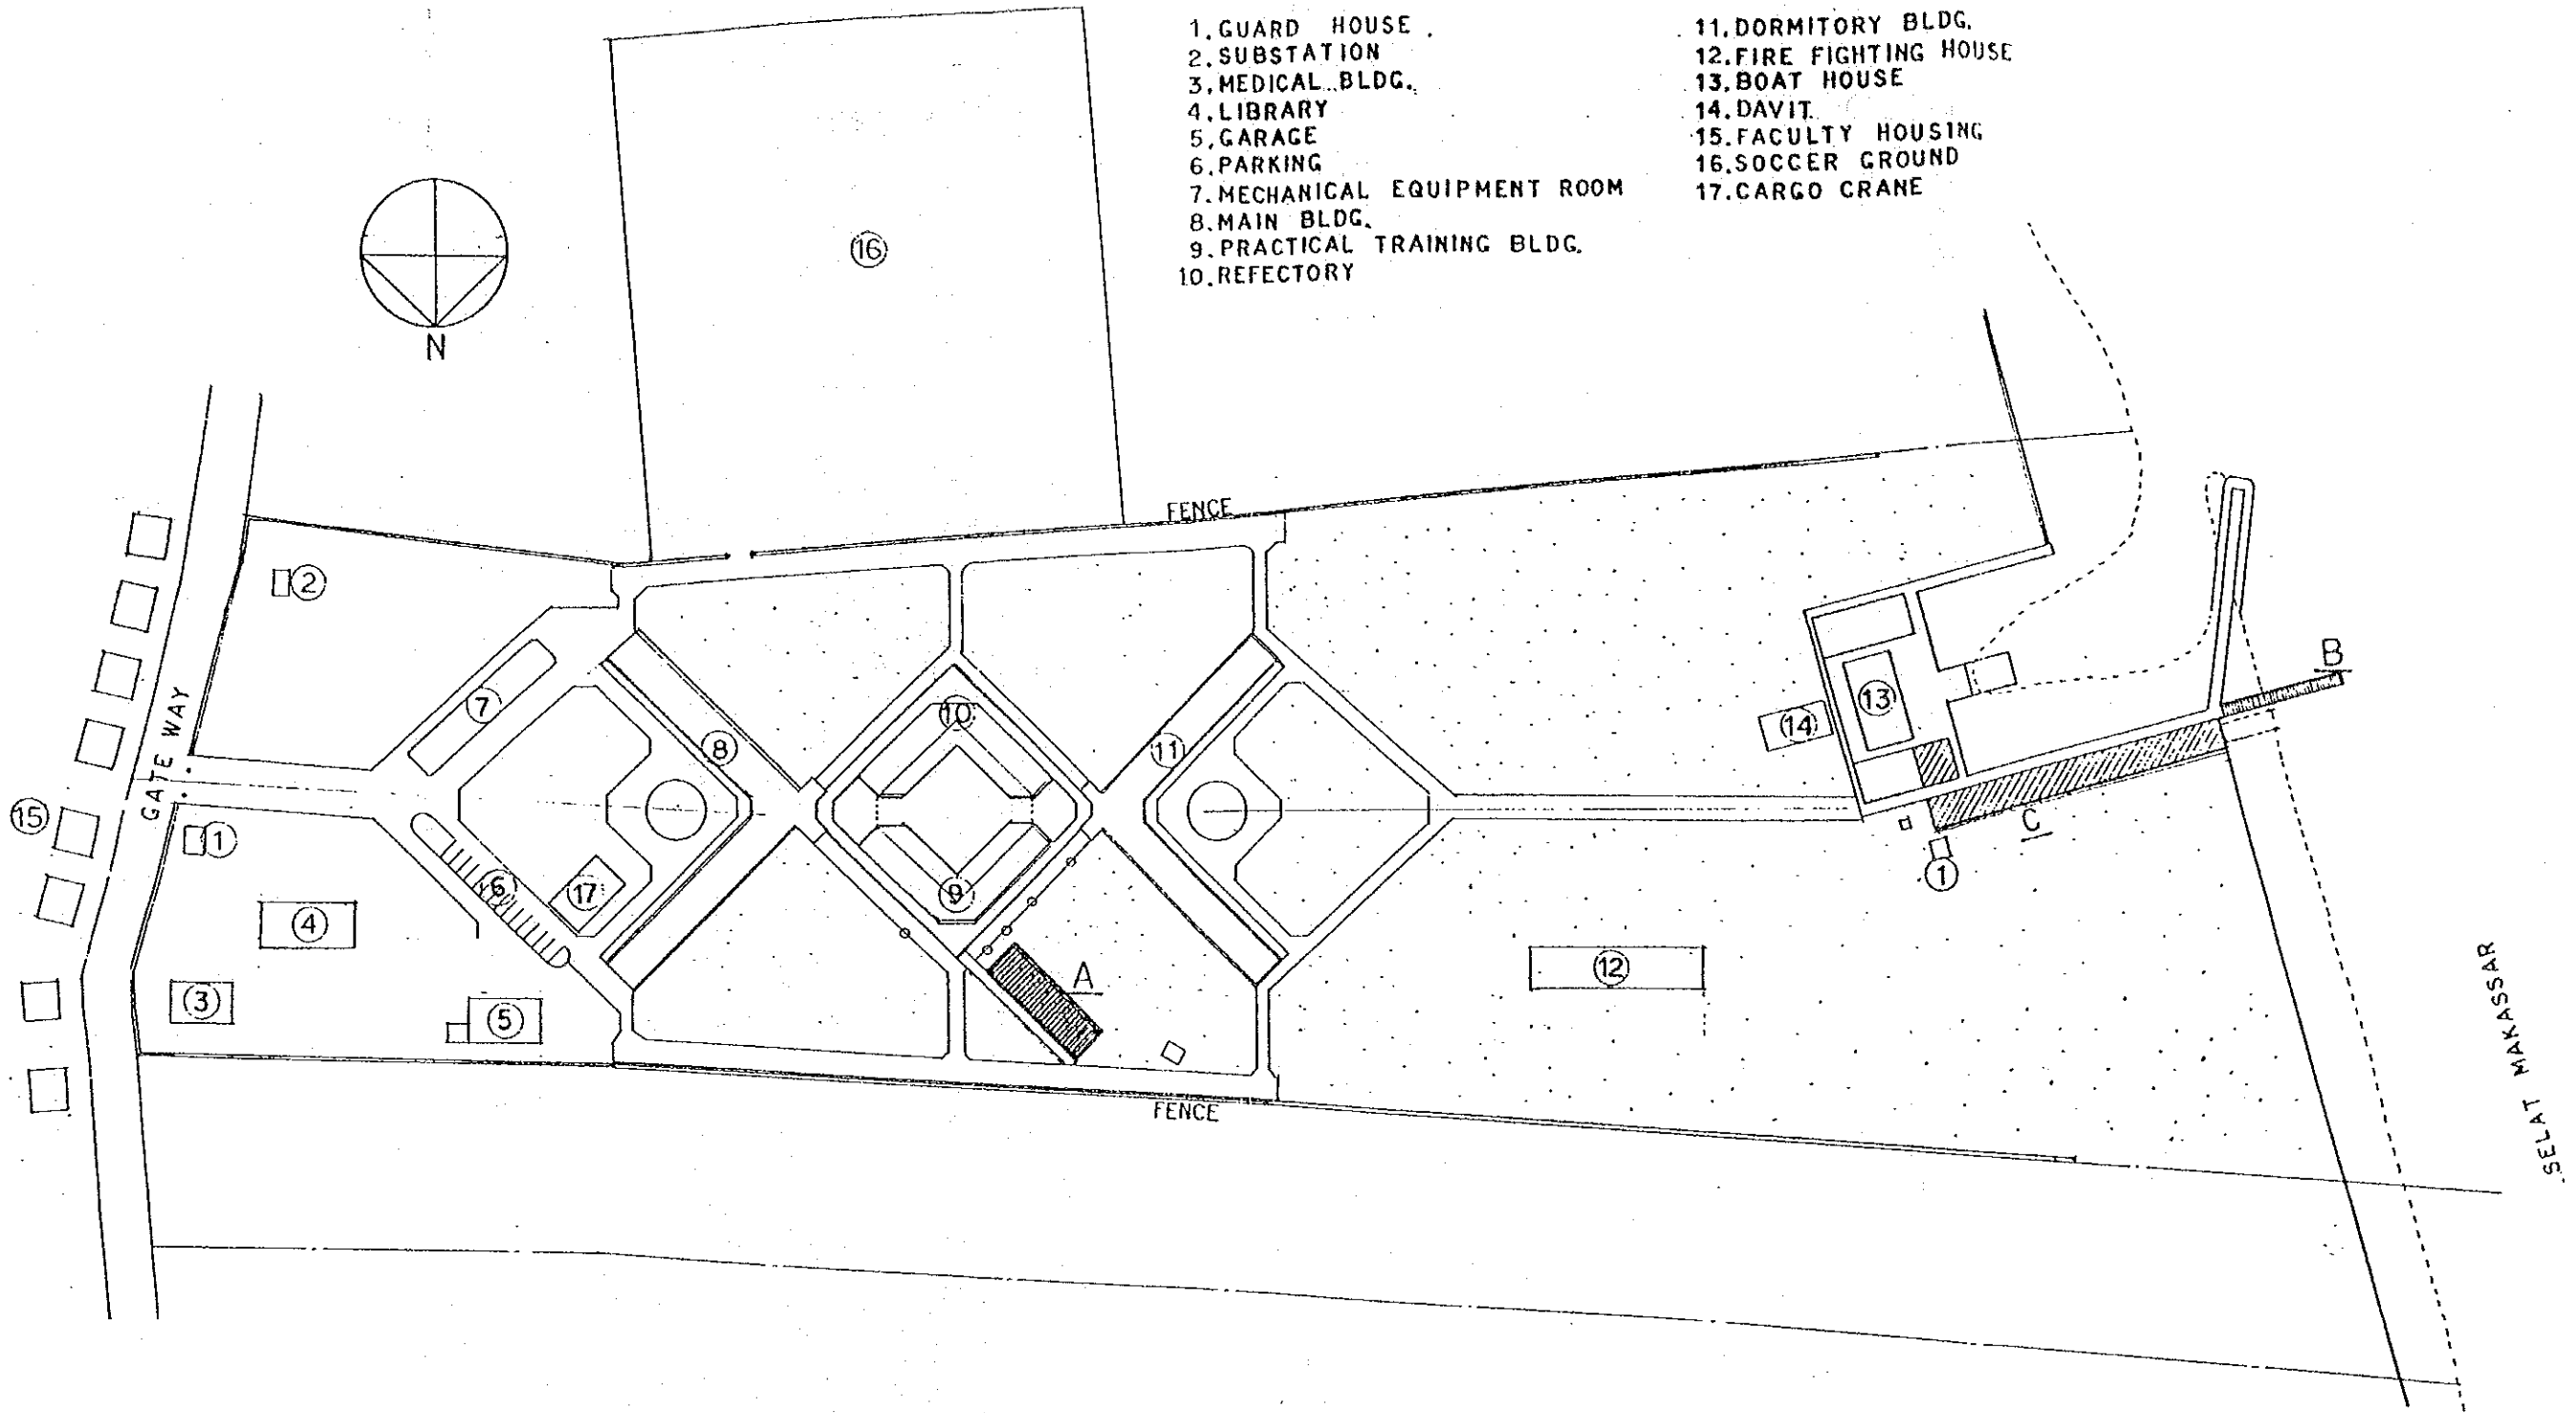 1. GUARD HOUSE
2. SUBSTATION
3. MEDICAL BLDG.
4. LIBRARY
5. GARAGE
6. PARKING
7. MECHANICAL EQUIPMENT ROOM
8. MAIN BLDG.
9. PRACTICAL TRAINING BLDG.
10. REFECTORY
11. DORMITORY BLDG.
12. FIRE FIGHTING HOUSE
13. BOAT HOUSE
14. DAVIT
15. FACULTY HOUSING
16. SOCCER GROUND
17. CARGO CRANE
16
N
FENCE
2
B
7
10
13
GATE WAY
8
11
14
15
1
C
6
17
9
1
4
12
A
3
5
SELAT MAKASSAR
FENCE